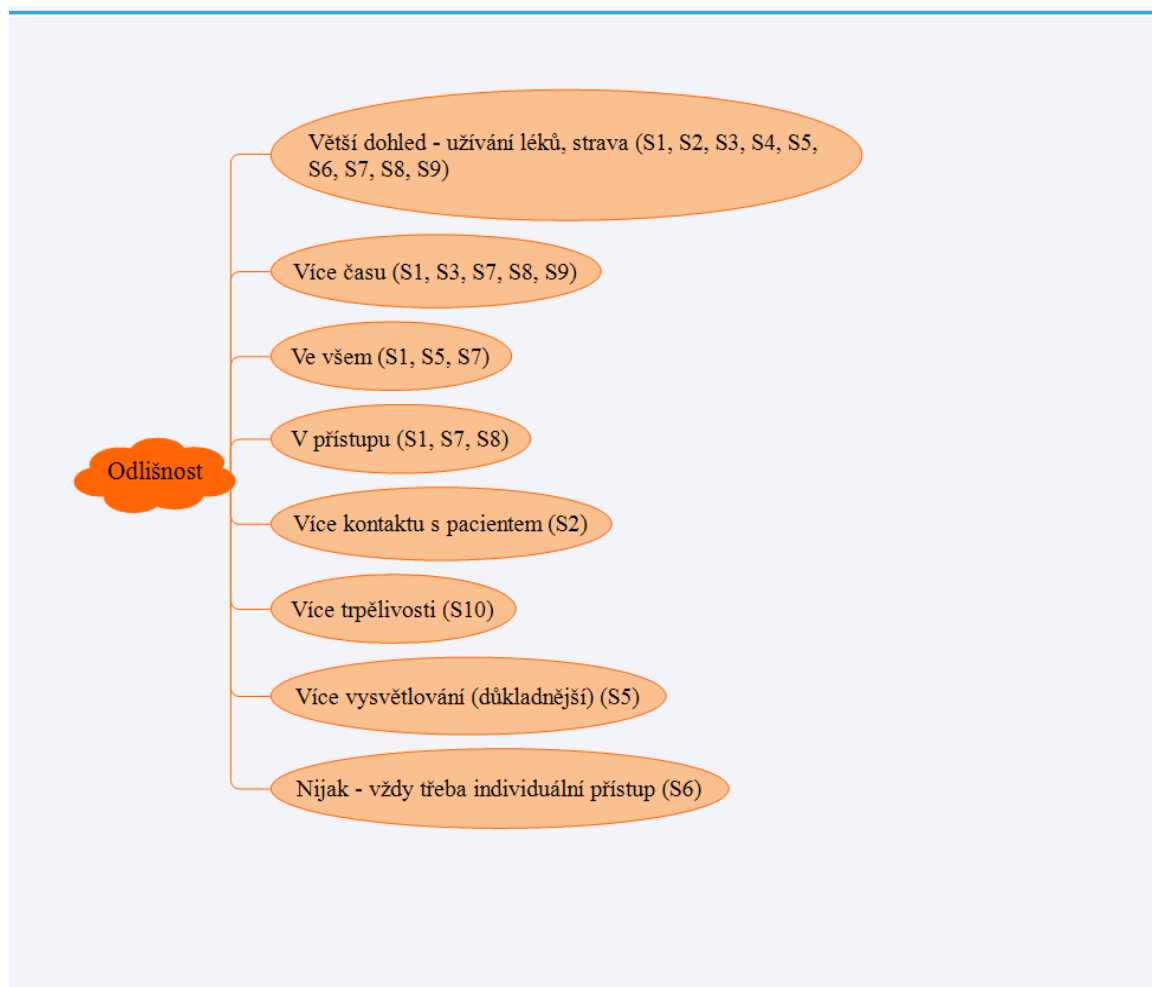 Větší dohled - užívání léků, strava (S1, S2, S3, S4, S5,
S6, S7, S8, S9)
Více času (S1, S3, S7, S8, S9)
Ve všem (S1, S5, S7)
V přístupu (S1, S7, S8)
Odlišnost
Více kontaktu s pacientem (S2)
Více trpělivosti (S10)
Více vysvětlování (důkladnější) (S5)
Nijak - vždy třeba individuální přístup (S6)